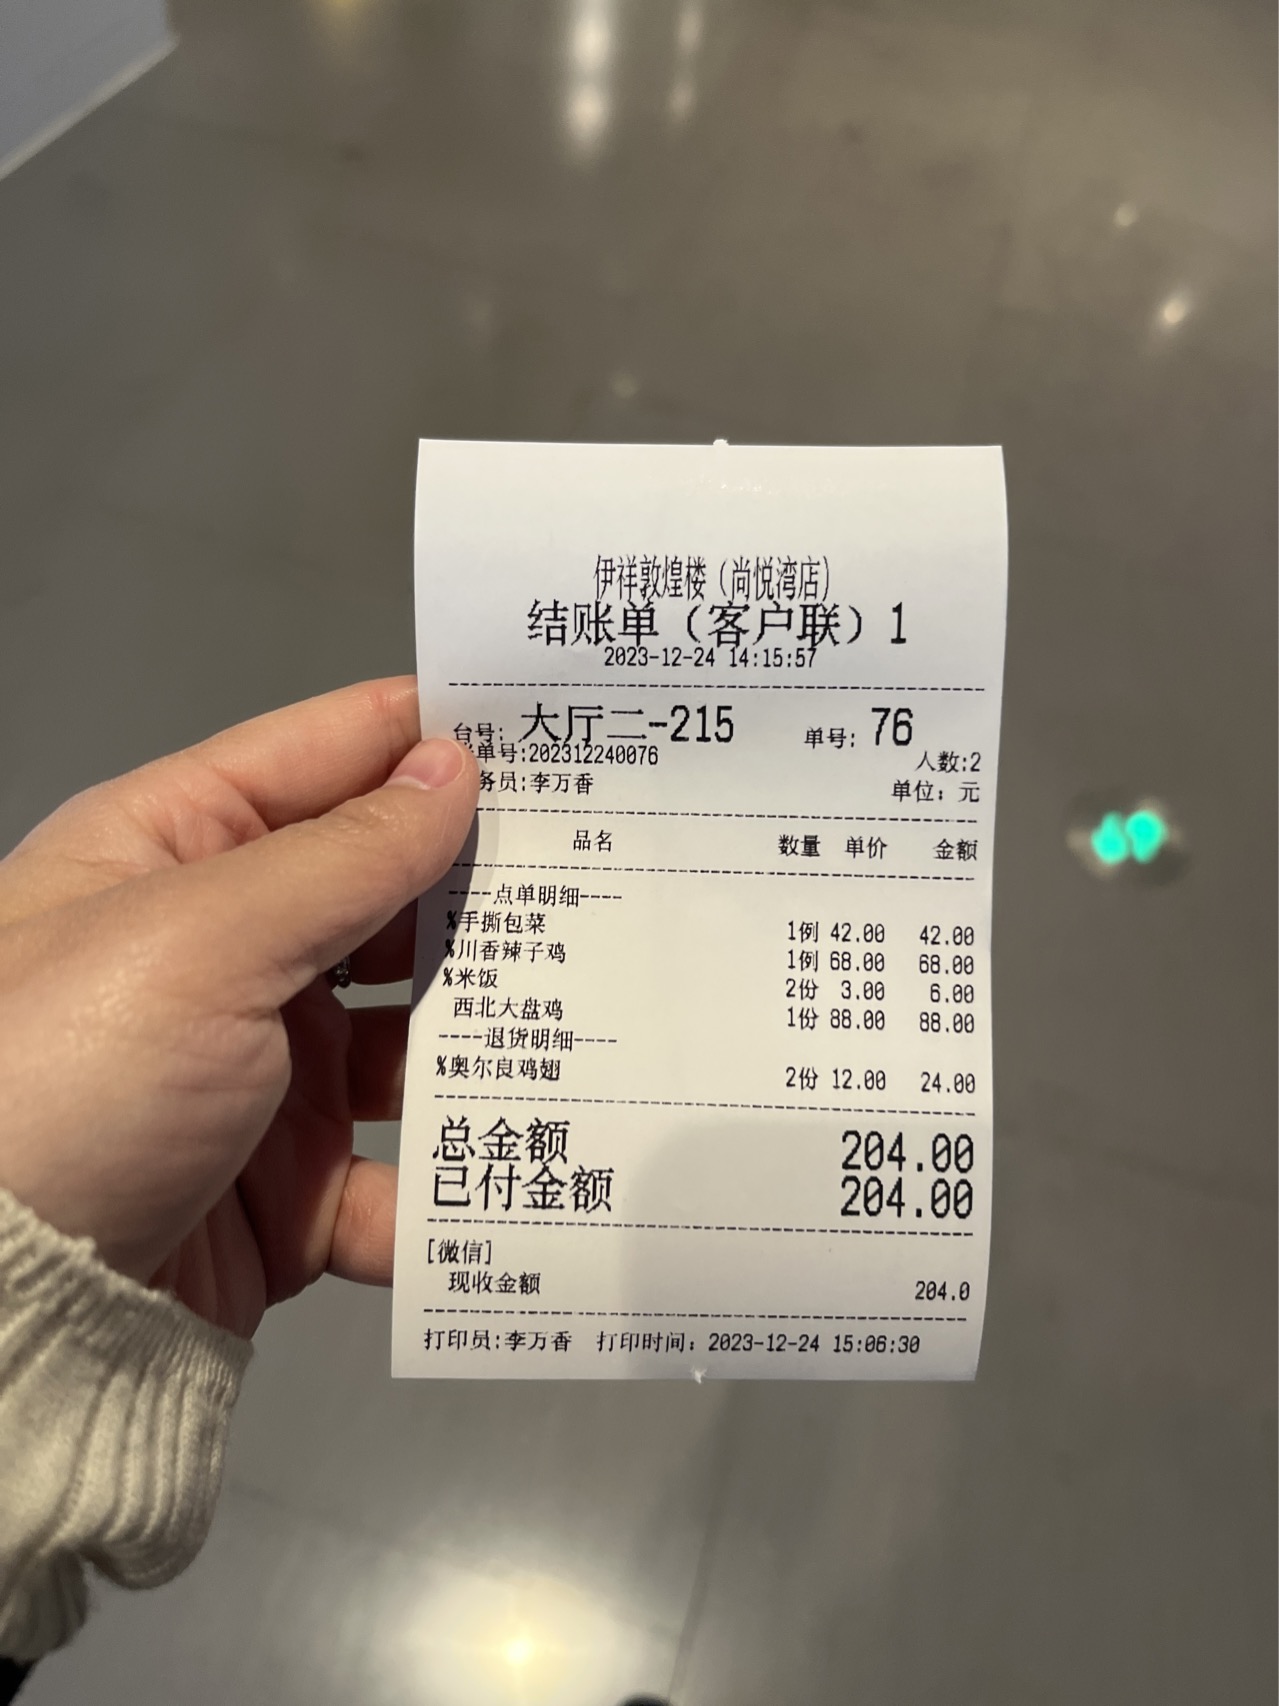 伊祥敦煌楼（尚悦湾店）
结账单（客户联）1
2023-12-24 14:15:57
台号: 大厅二-215 单号: 76
单号:202312240076 人数:2
务员:李万香 单位: 元
品名 数量 单价 金额
----点单明细----
%手撕包菜 1例 42.00 42.00
%川香辣子鸡 1例 68.00 68.00
%米饭 2份 3.00 6.00
西北大盘鸡 1份 88.00 88.00
----退货明细----
%奥尔良鸡翅 2份 12.00 24.00
总金额 204.00
已付金额 204.00
[微信]
现收金额 204.0
打印员:李万香 打印时间: 2023-12-24 15:06:30